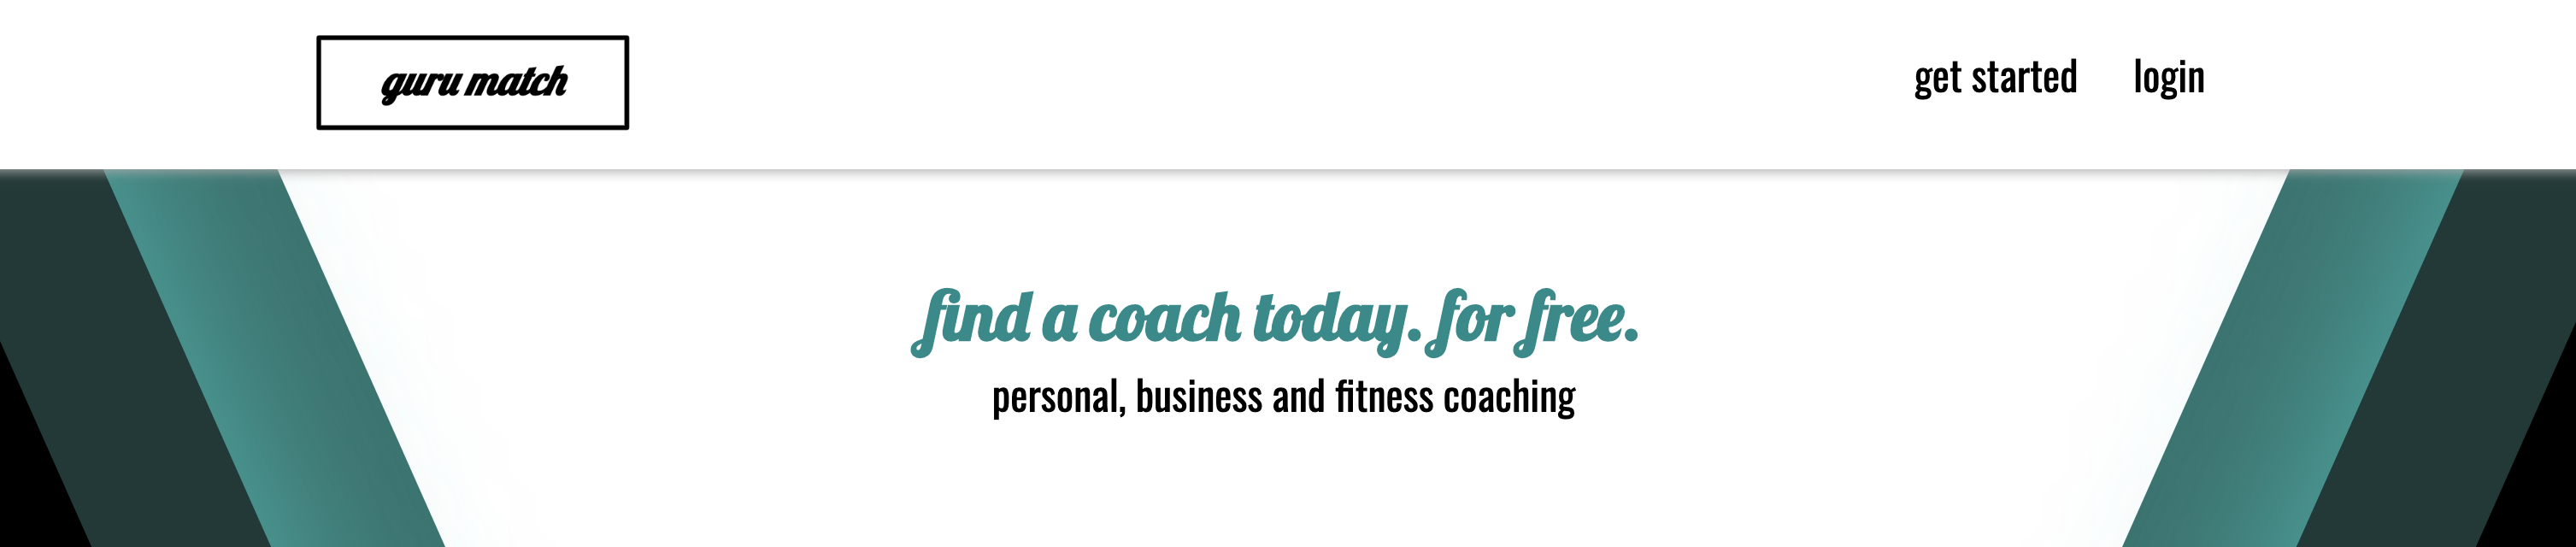 guru match
get started
login
find a coach today. for free.
personal, business and fitness coaching